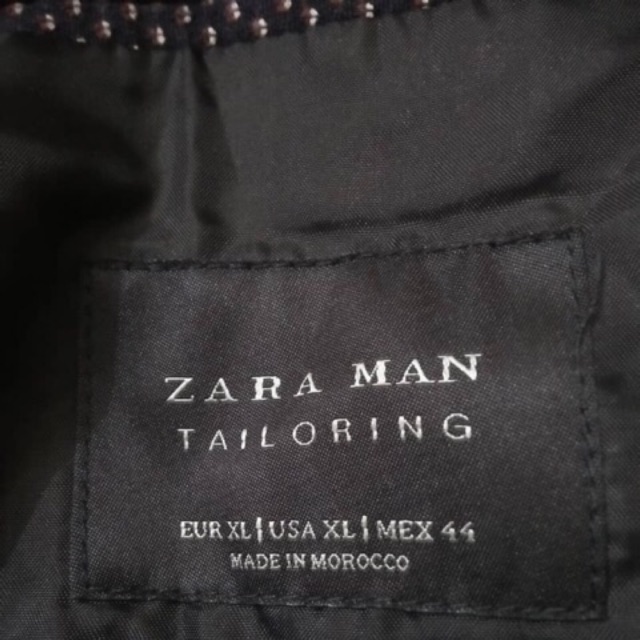 ZARA MAN
TAILORING
EUR XL | USA XL | MEX 44
MADE IN MOROCCO